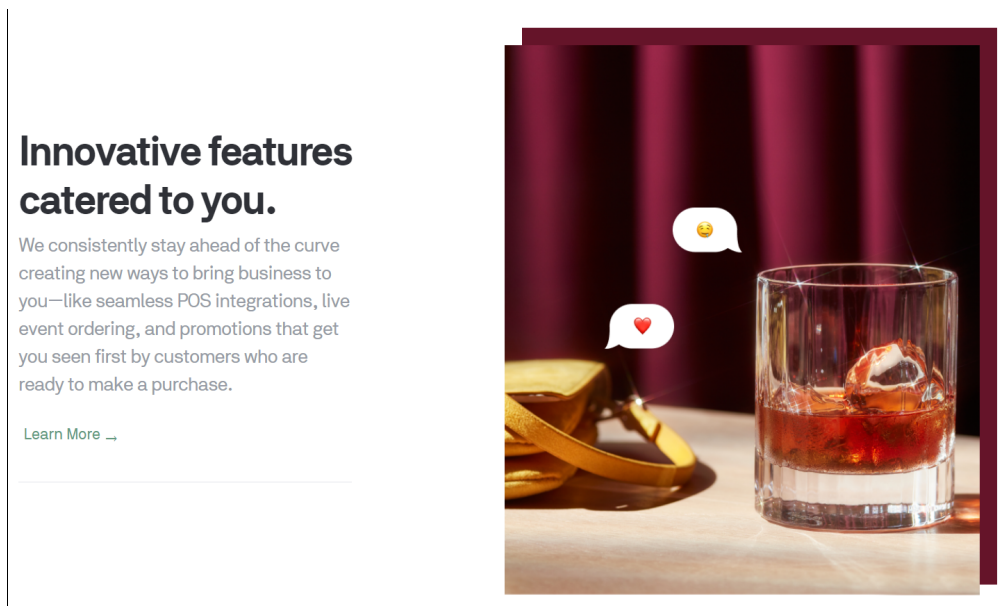 Innovative features
catered to you.
We consistently stay ahead of the curve
creating new ways to bring business to
you—like seamless POS integrations, live
event ordering, and promotions that get
you seen first by customers who are
ready to make a purchase.
Learn More →